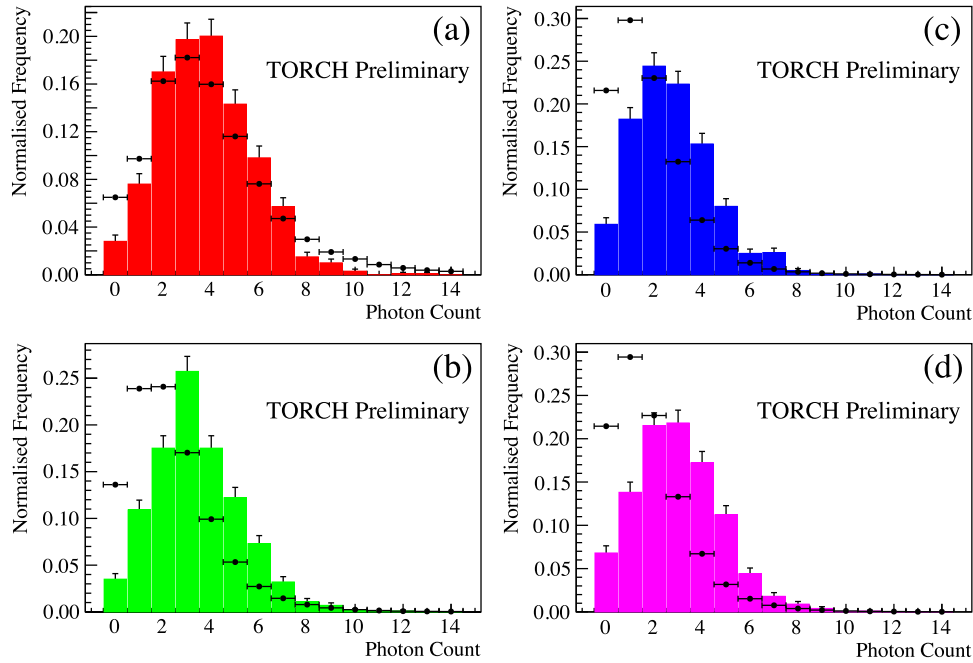 (a)
TORCH Preliminary
Normalised Frequency
0.20
0.16
0.12
0.08
0.04
0.00
0 2 4 6 8 10 12 14
Photon Count
(c)
TORCH Preliminary
Normalised Frequency
0.30
0.25
0.20
0.15
0.10
0.05
0.00
0 2 4 6 8 10 12 14
Photon Count
(b)
TORCH Preliminary
Normalised Frequency
0.25
0.20
0.15
0.10
0.05
0.00
0 2 4 6 8 10 12 14
Photon Count
(d)
TORCH Preliminary
Normalised Frequency
0.30
0.25
0.20
0.15
0.10
0.05
0.00
0 2 4 6 8 10 12 14
Photon Count